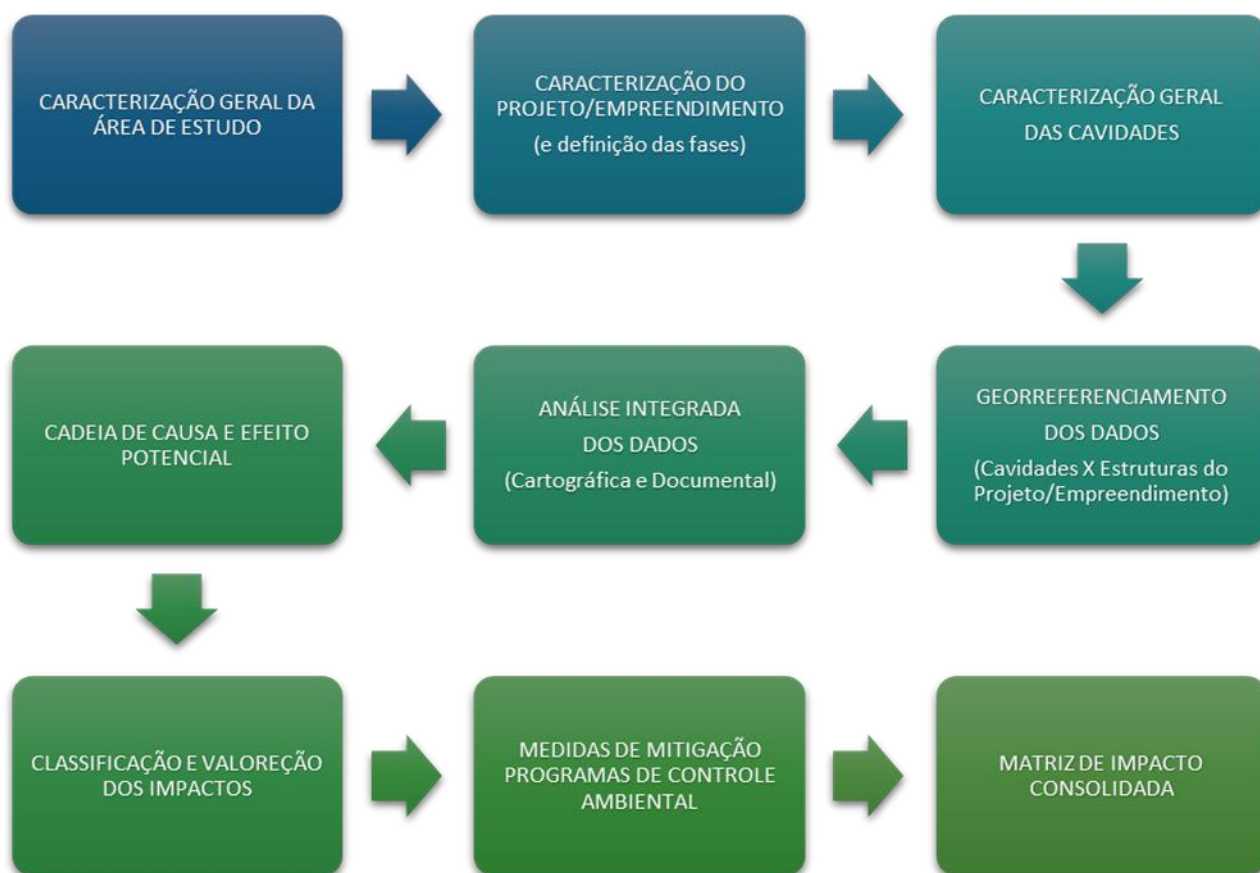 CARACTERIZAÇÃO GERAL DA
ÁREA DE ESTUDO
CARACTERIZAÇÃO DO
PROJETO/EMPREENDIMENTO
(e definição das fases)
CARACTERIZAÇÃO GERAL
DAS CAVIDADES
GEORREFERENCIAMENTO
DOS DADOS
(Cavidades X Estruturas do
Projeto/Empreendimento)
ANÁLISE INTEGRADA
DOS DADOS
(Cartográfica e Documental)
CADEIA DE CAUSA E EFEITO
POTENCIAL
CLASSIFICAÇÃO E VALOREÇÃO
DOS IMPACTOS
MEDIDAS DE MITIGAÇÃO
PROGRAMAS DE CONTROLE
AMBIENTAL
MATRIZ DE IMPACTO
CONSOLIDADA